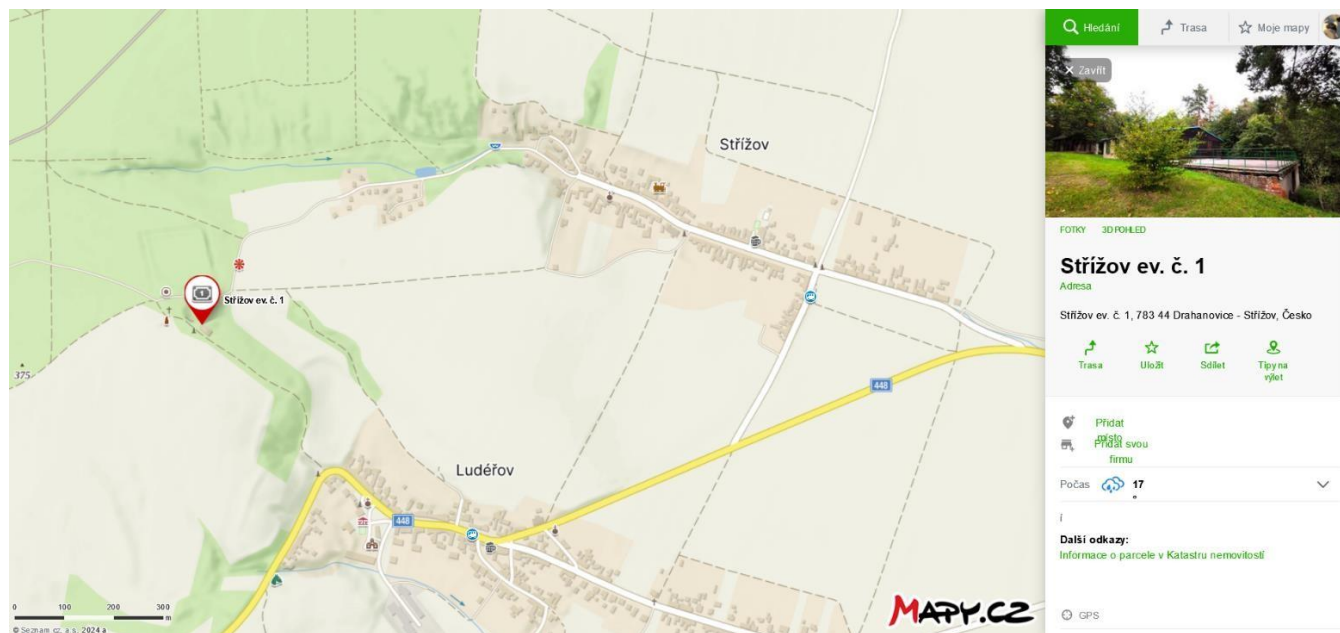 Hledání
Trasa
Moje mapy
Zavřít
FOTKY 3D POHLED
Střížov ev. č. 1
Adresa
Střížov ev. č. 1, 783 44 Drahanovice - Střížov, Česko
Trasa
Uložit
Sdílet
Tipy na
výlet
Přidat
místo
Přidat svou
firmu
Počas
17
°
í
Další odkazy:
Informace o parcele v Katastru nemovitostí
GPS
Střížov
1
Střížov ev. č. 1
375
448
Luděřov
448
0 100 200 300
m
MAPY.CZ
© Seznam.cz, a.s. 2024 a